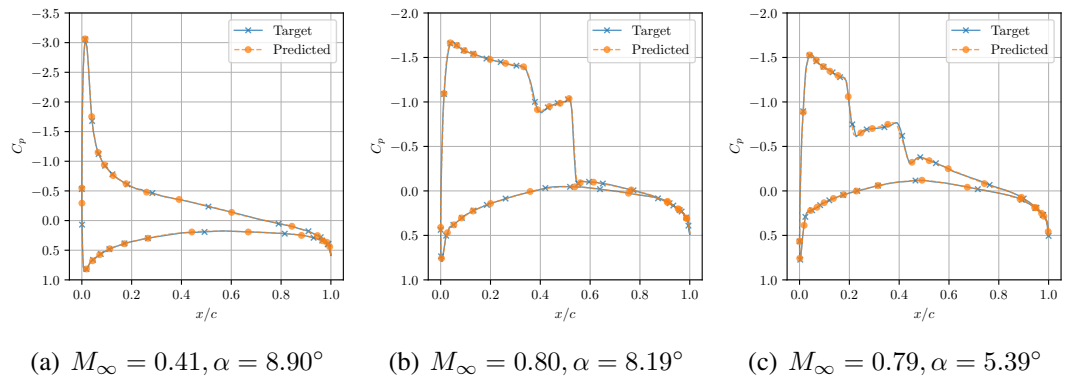 −3.5
−3.0
−2.5
−2.0
−1.5
−1.0
−0.5
0.0
0.5
1.0
C_p
Target
Predicted
0.0 0.2 0.4 0.6 0.8 1.0
x/c
(a) M∞ = 0.41, α = 8.90°
−2.0
−1.5
−1.0
−0.5
0.0
0.5
1.0
C_p
Target
Predicted
0.0 0.2 0.4 0.6 0.8 1.0
x/c
(b) M∞ = 0.80, α = 8.19°
−2.0
−1.5
−1.0
−0.5
0.0
0.5
1.0
C_p
Target
Predicted
0.0 0.2 0.4 0.6 0.8 1.0
x/c
(c) M∞ = 0.79, α = 5.39°